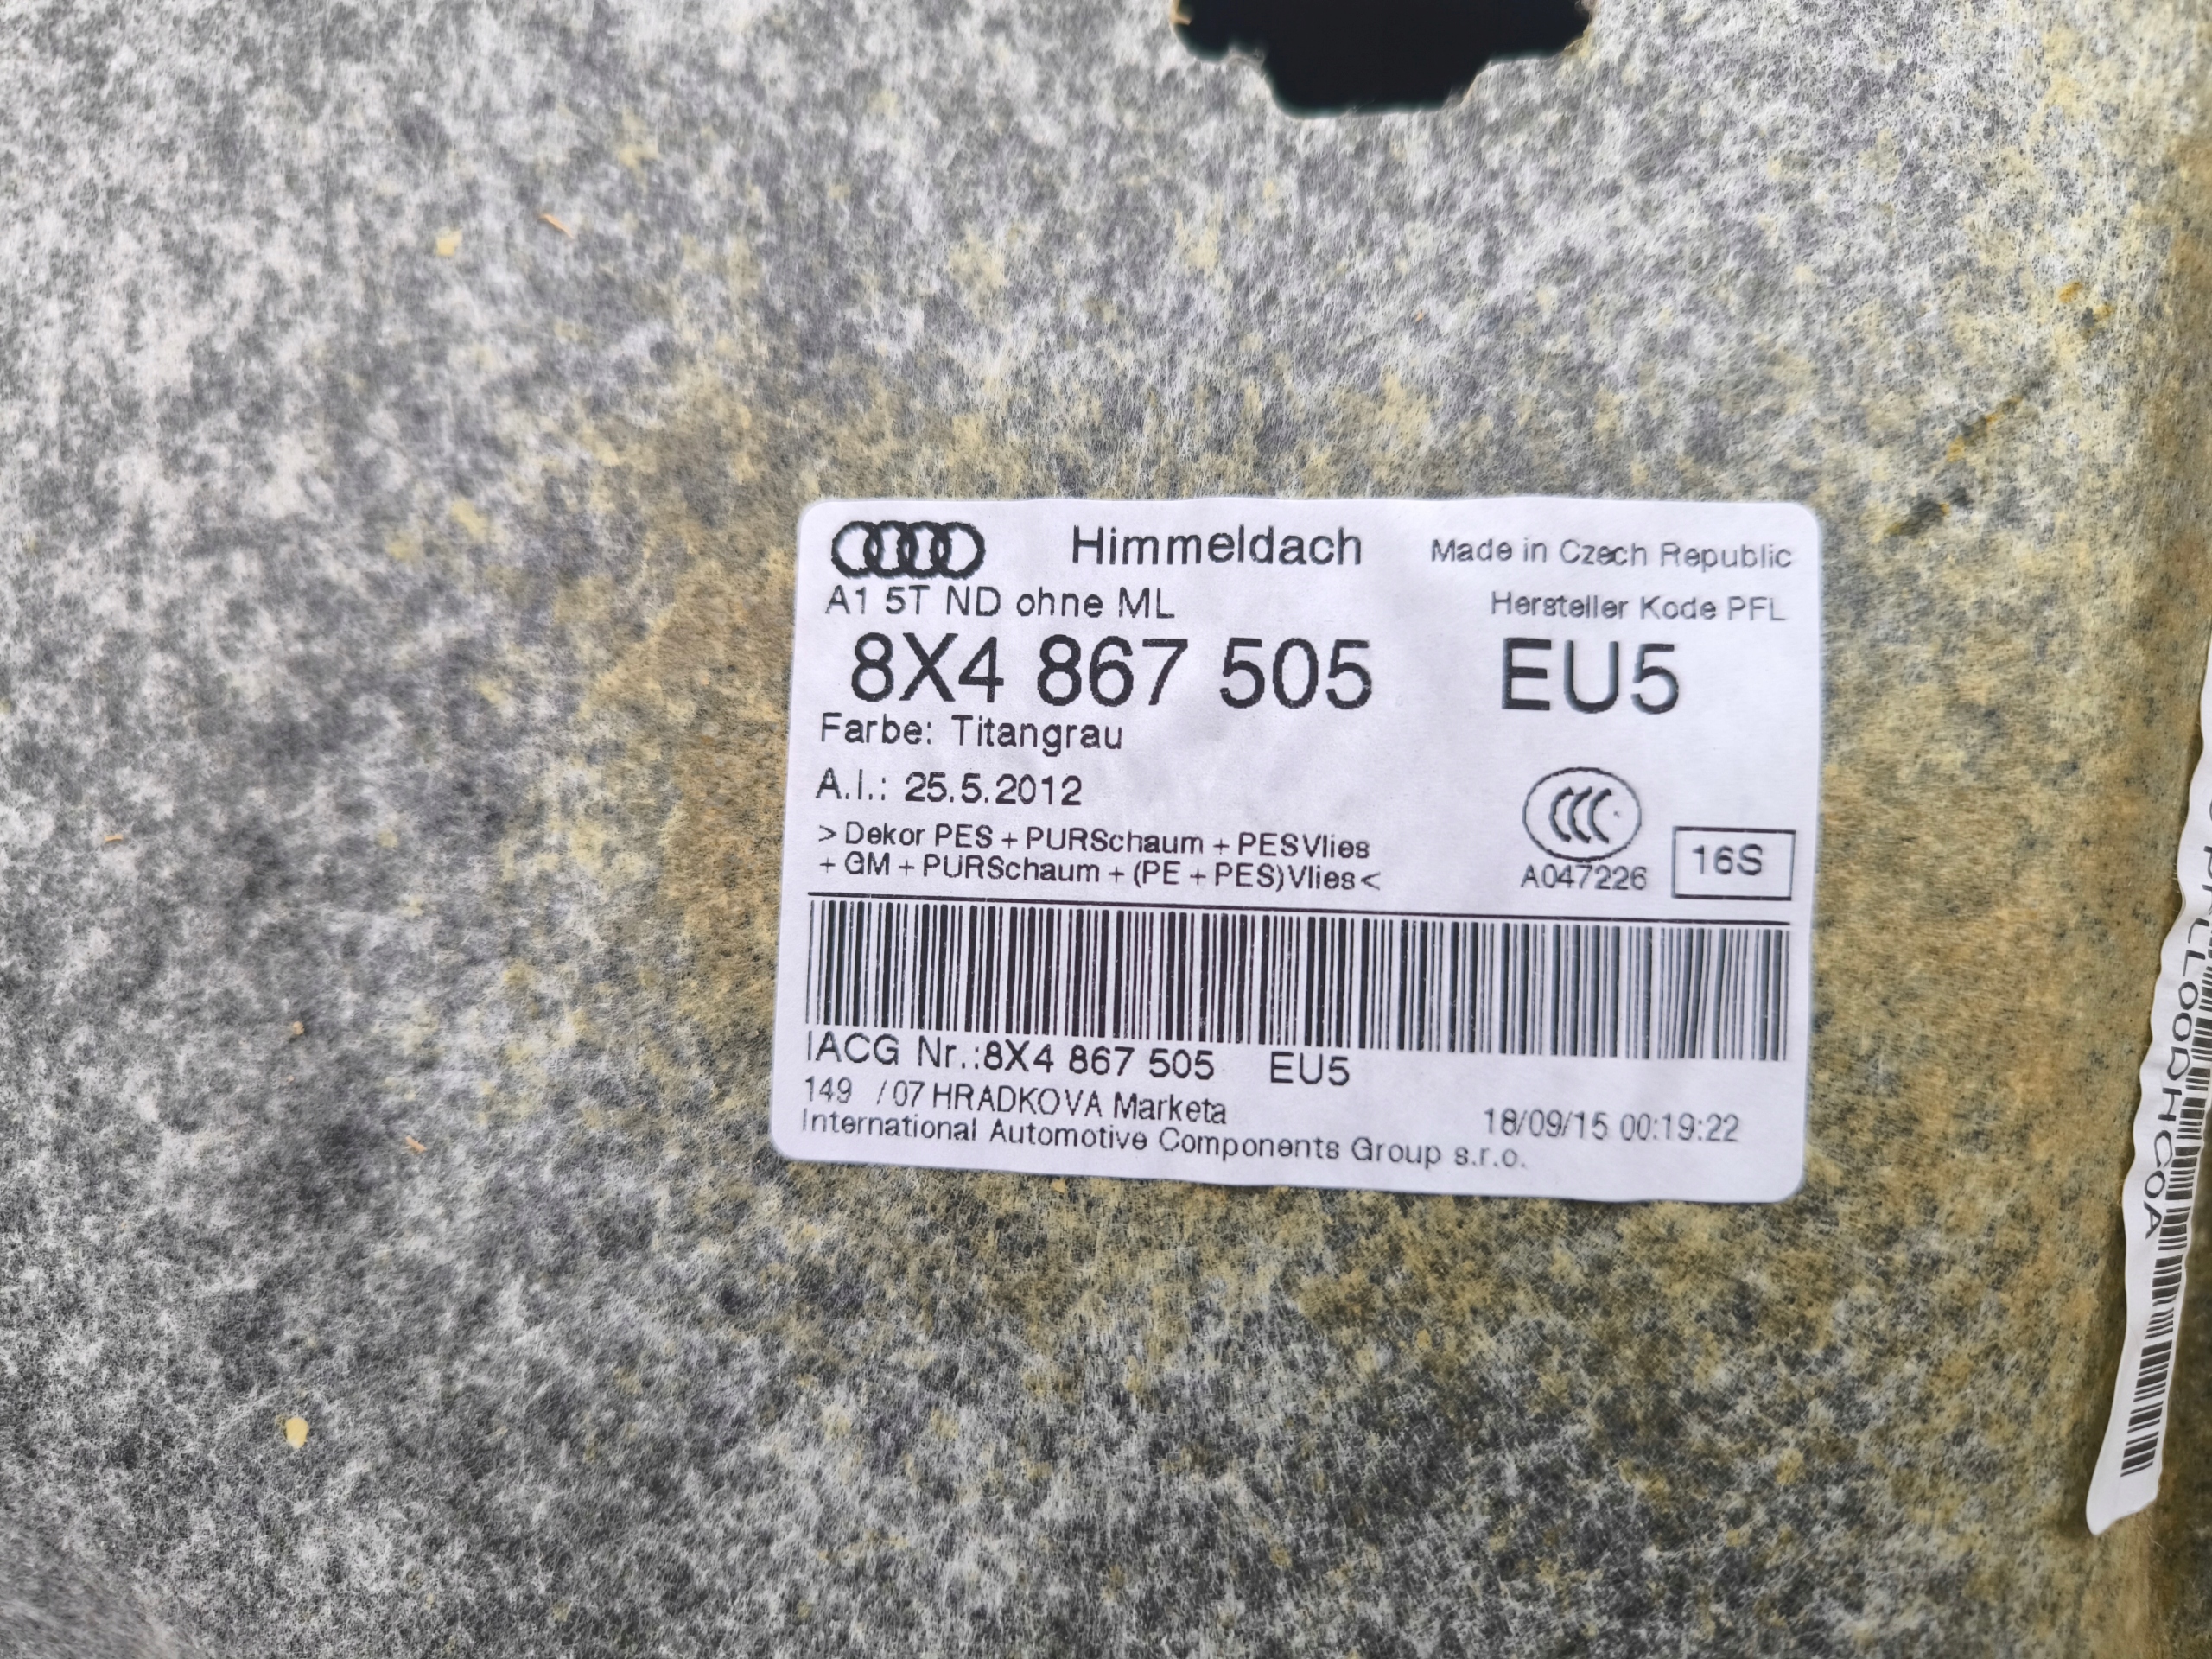 Himmeldach
Made in Czech Republic
A1 5T ND ohne ML
Hersteller Kode PFL
8X4 867 505 EU5
Farbe: Titangrau
A.I.: 25.5.2012
> Dekor PES + PURSchaum + PESVlies
+ GM + PURSchaum + (PE + PES)Vlies <
CCC
A047226
16S
IACG Nr.:8X4 867 505 EU5
149 / 07 HRADKOVA Marketa
18/09/15 00:19:22
International Automotive Components Group s.r.o.